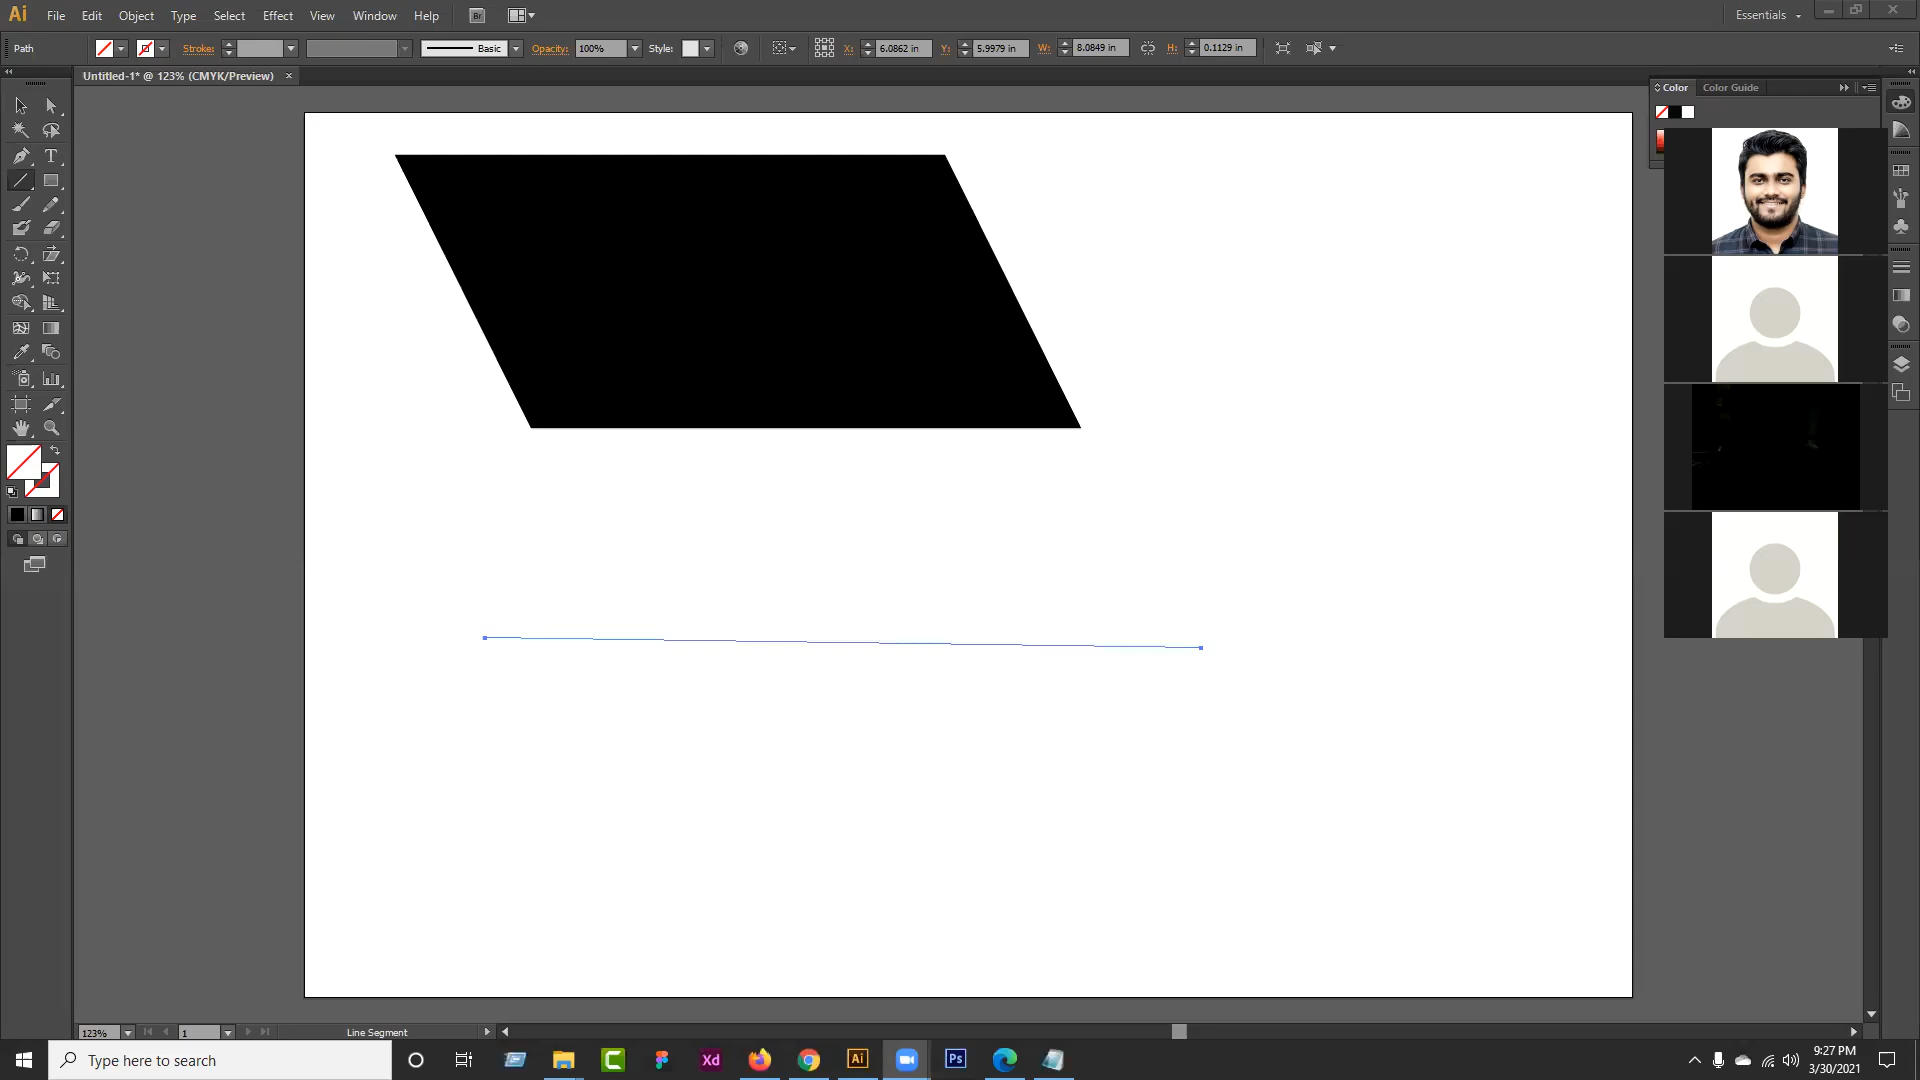 Ai File Edit Object Type Select Effect View Window Help Br Essentials
Path Stroke: Basic Opacity: 100% Style: X: 6.0862 in Y: 5.9979 in W: 8.0849 in H: 0.1129 in
Untitled-1* @ 123% (CMYK/Preview) ×
Color Color Guide
T
123% 1 Line Segment
Type here to search Xd Ai Ps
9:27 PM
3/30/2021